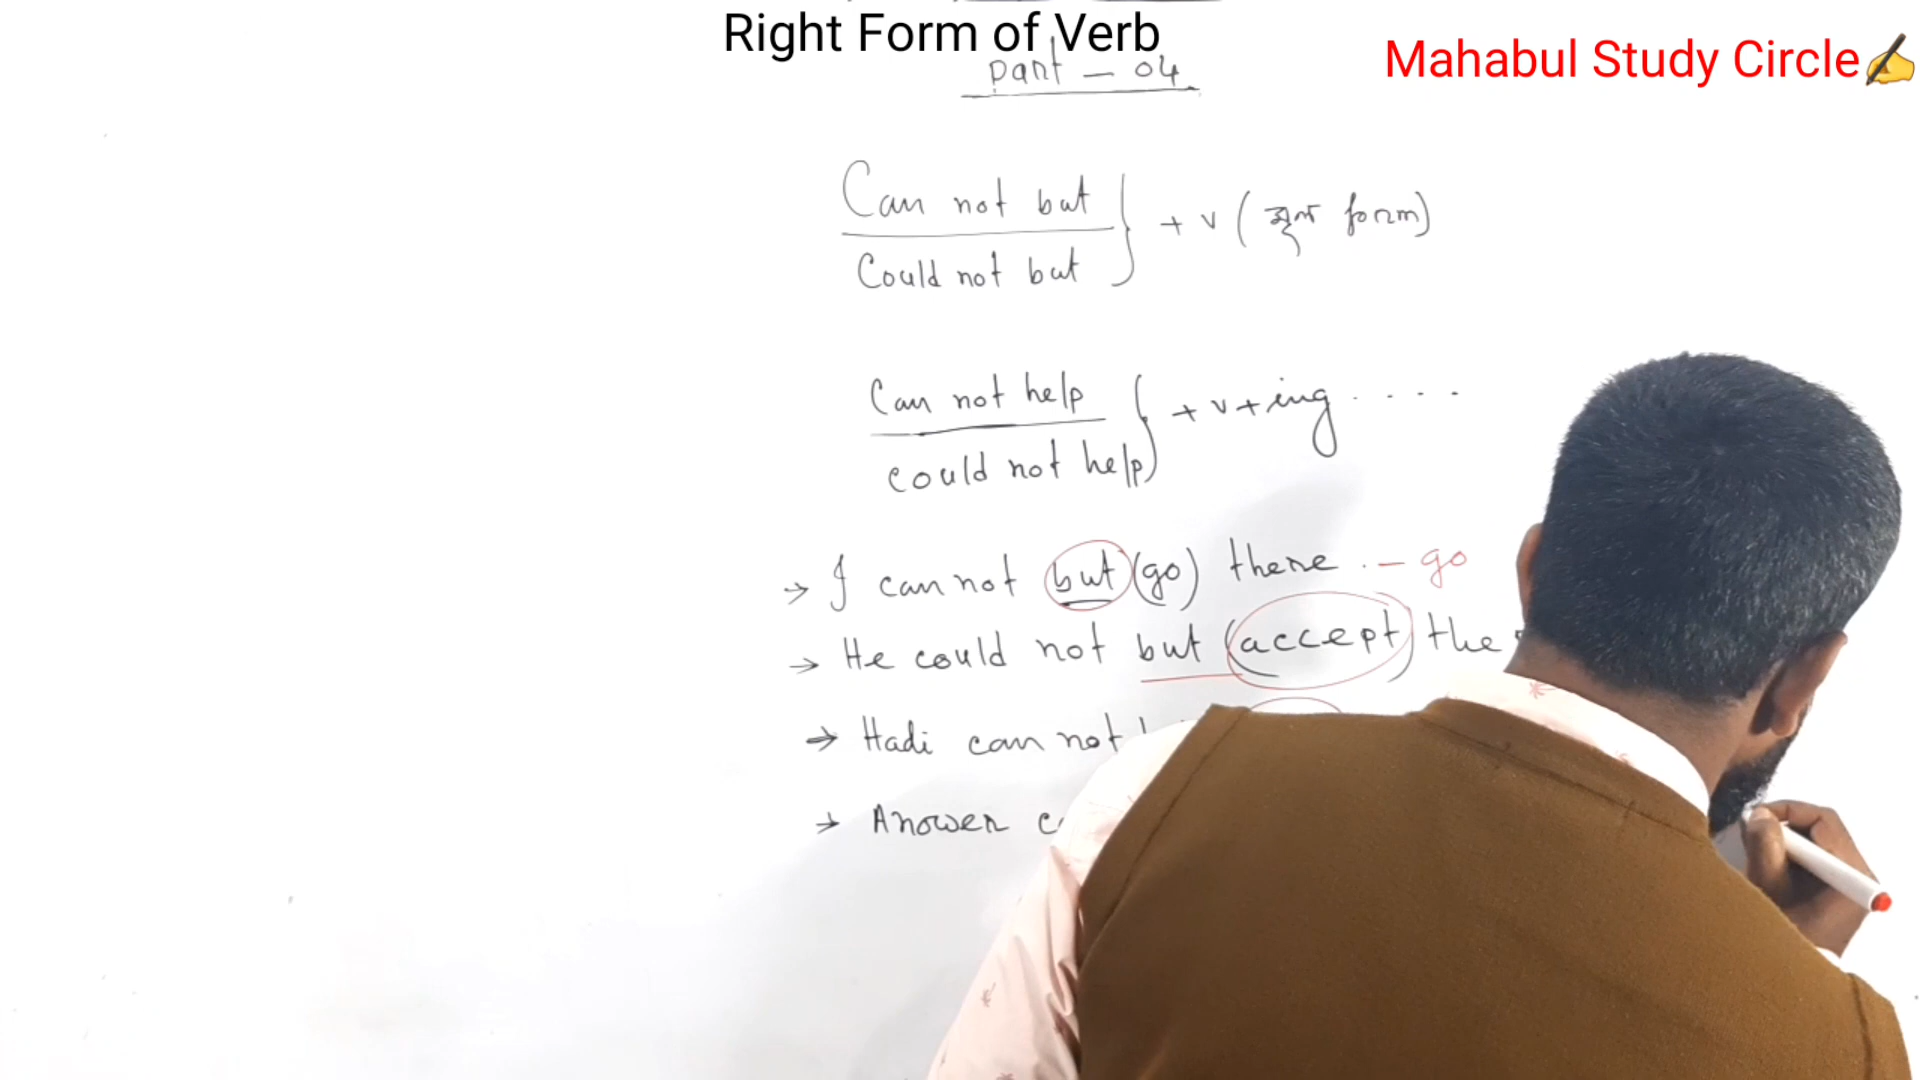 Right Form of Verb
Mahabul Study Circle
Part - 04
Can not but
Could not but
+ v (মূল form)
Can not help
could not help
+ v + ing .....
→ I can not but (go) there. - go
→ He could not but (accept) the
→ Hadi can not
→ Answer